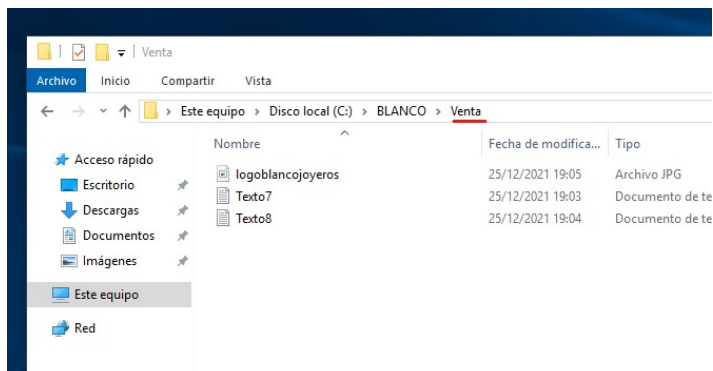 Venta
Archivo Inicio Compartir Vista
Este equipo > Disco local (C:) > BLANCO > Venta
Nombre Fecha de modifica... Tipo
Acceso rápido
Escritorio
Descargas
Documentos
Imágenes
Este equipo
Red
logoblancojoyeros 25/12/2021 19:05 Archivo JPG
Texto7 25/12/2021 19:03 Documento de te
Texto8 25/12/2021 19:04 Documento de te